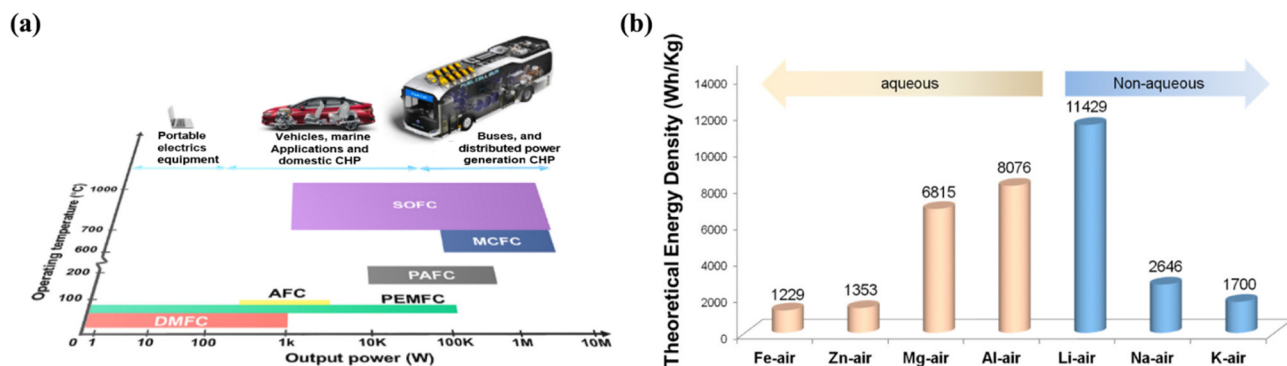 (a)
Portable
electrics
equipment
Vehicles, marine
Applications and
domestic CHP
Buses, and
distributed power
generation CHP
Operating temperature (°C)
1000
700
600
200
100
0
SOFC
MCFC
PAFC
AFC
PEMFC
DMFC
0 1 10 100 1k 10K 100K 1M 10M
Output power (W)
(b)
Theoretical Energy Density (Wh/Kg)
14000
12000
10000
8000
6000
4000
2000
0
aqueous
Non-aqueous
1229
1353
6815
8076
11429
2646
1700
Fe-air Zn-air Mg-air Al-air Li-air Na-air K-air